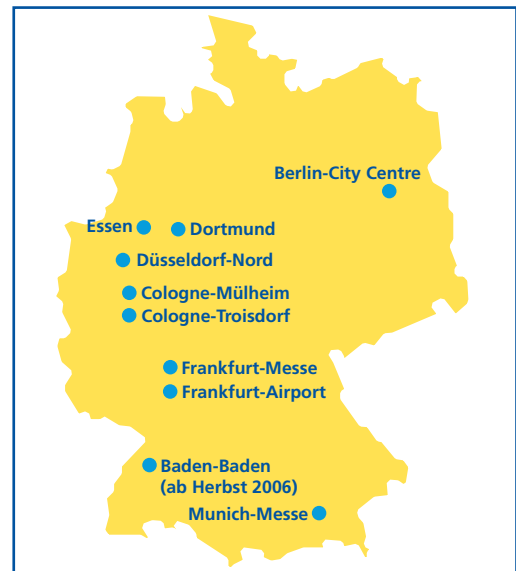 Berlin-City Centre
Essen
Dortmund
Düsseldorf-Nord
Cologne-Mülheim
Cologne-Troisdorf
Frankfurt-Messe
Frankfurt-Airport
Baden-Baden
(ab Herbst 2006)
Munich-Messe